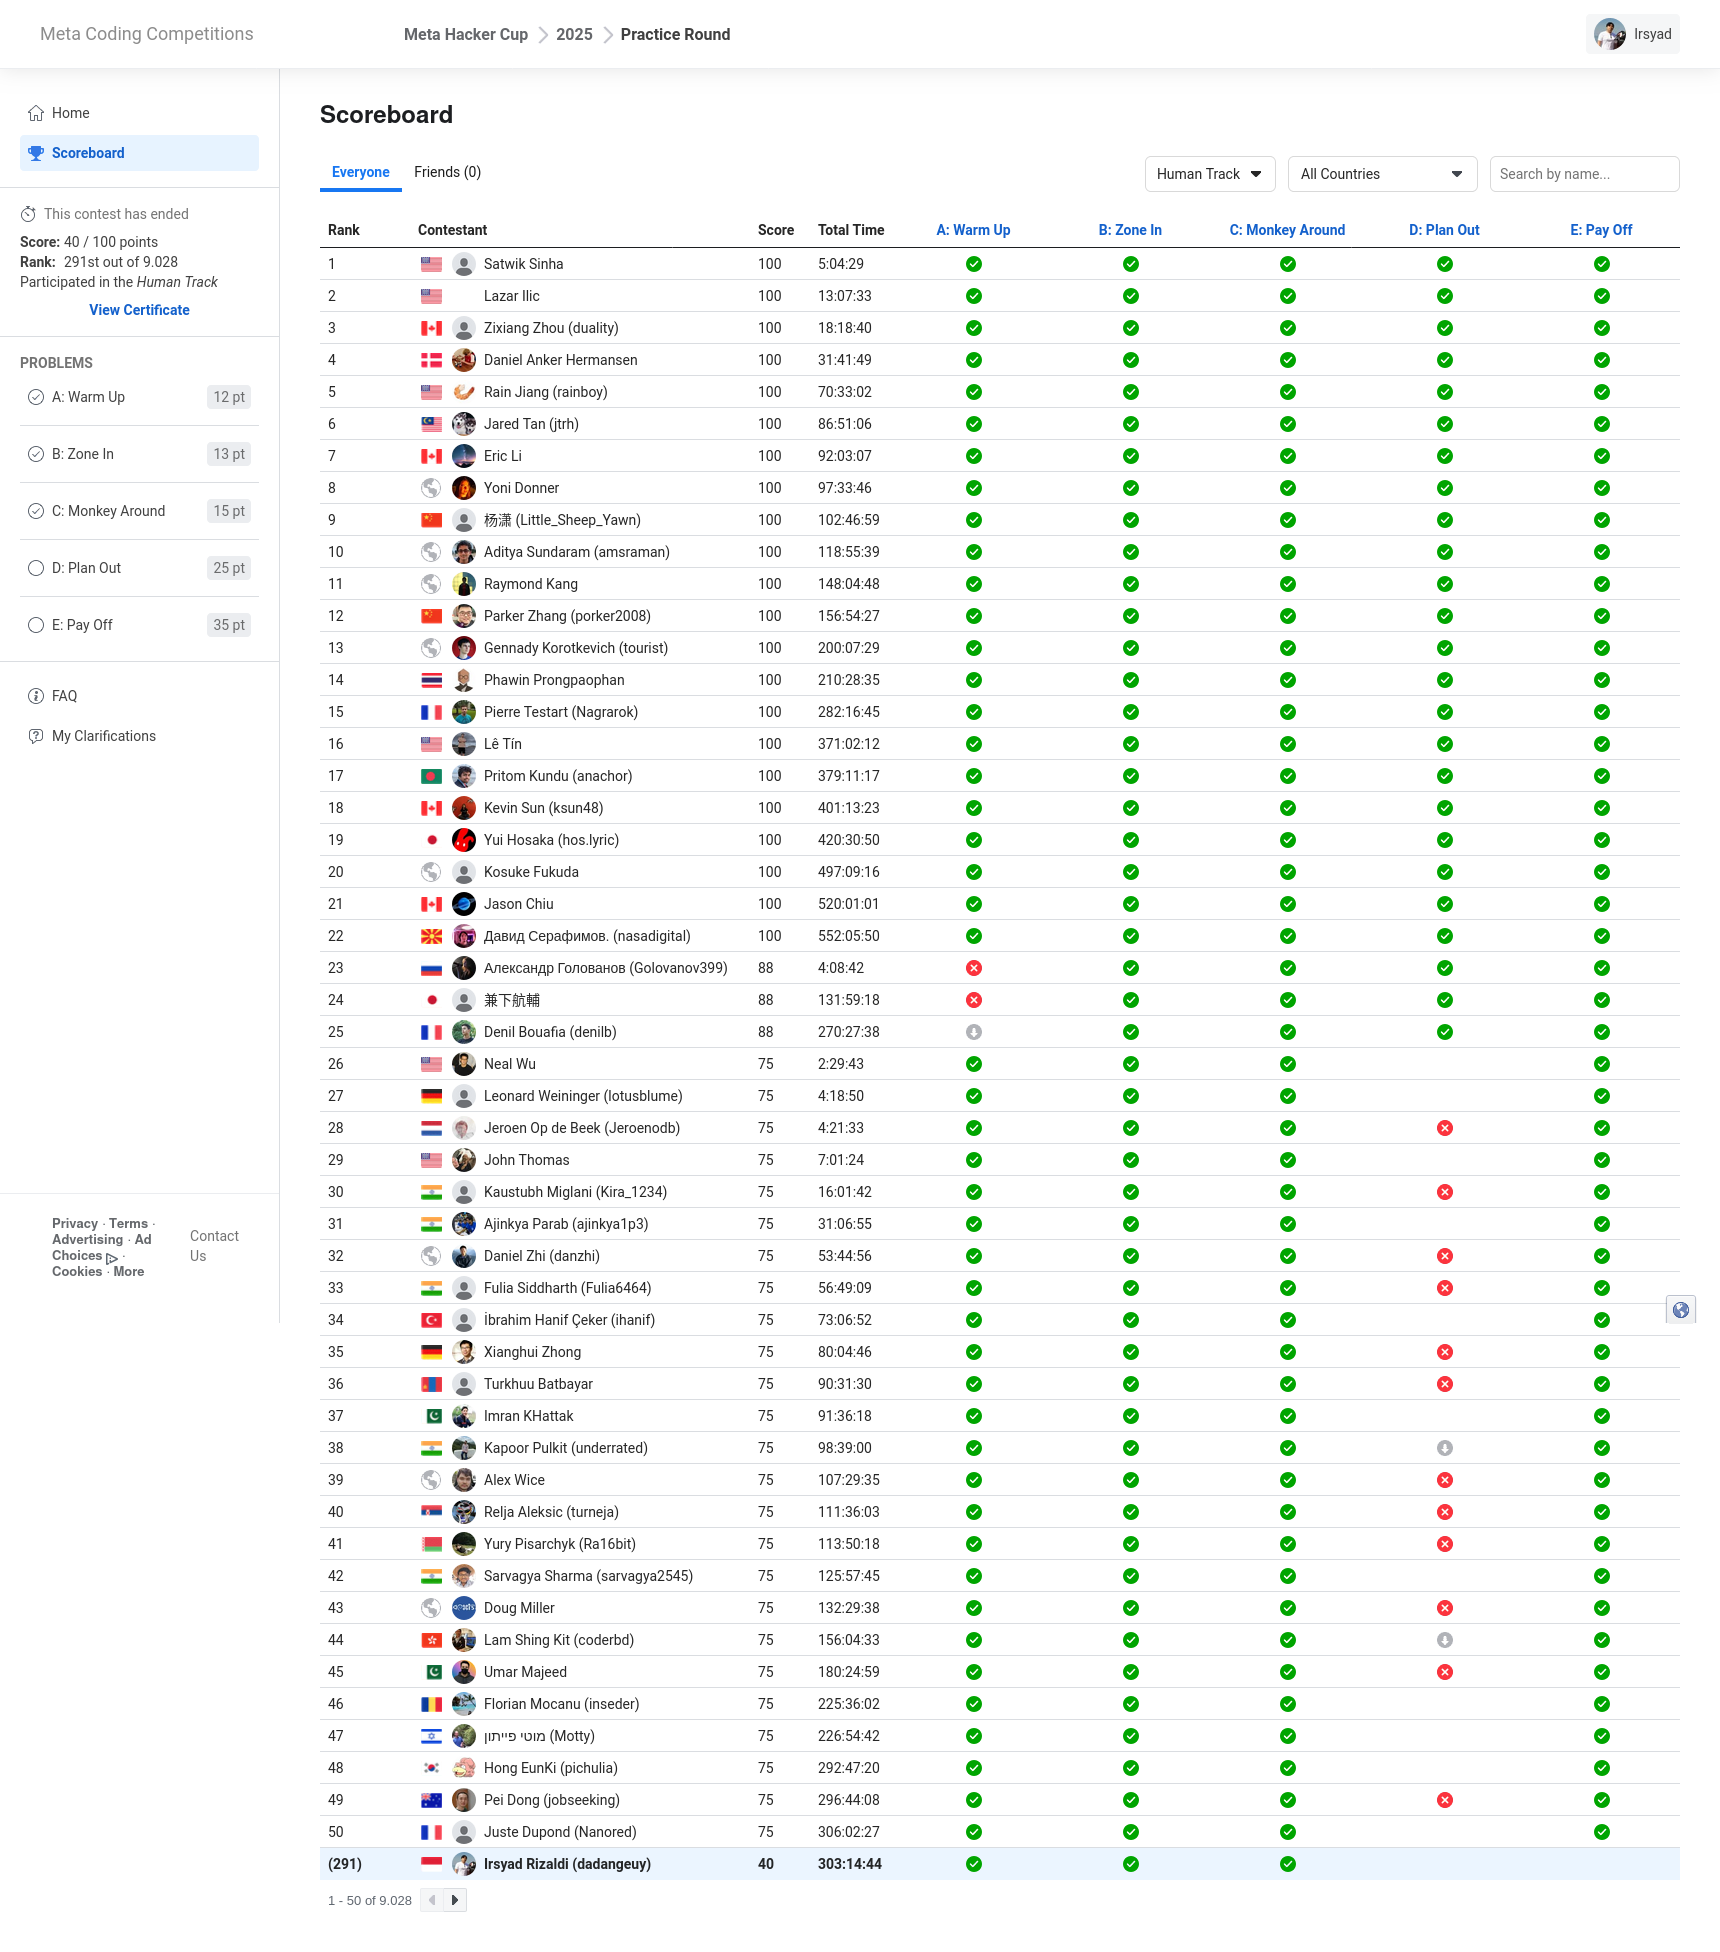 Meta Coding Competitions
Meta Hacker Cup 2025 Practice Round
Irsyad
Home
Scoreboard
This contest has ended
Score: 40 / 100 points
Rank: 291st out of 9.028
Participated in the Human Track
View Certificate
PROBLEMS
A: Warm Up 12 pt
B: Zone In 13 pt
C: Monkey Around 15 pt
D: Plan Out 25 pt
E: Pay Off 35 pt
FAQ
My Clarifications
Privacy · Terms ·
Advertising · Ad
Choices ·
Cookies · More
Contact
Us
Scoreboard
Everyone Friends (0)
Human Track All Countries Search by name...
Rank Contestant Score Total Time A: Warm Up B: Zone In C: Monkey Around D: Plan Out E: Pay Off
1 Satwik Sinha 100 5:04:29
2 Lazar Ilic 100 13:07:33
3 Zixiang Zhou (duality) 100 18:18:40
4 Daniel Anker Hermansen 100 31:41:49
5 Rain Jiang (rainboy) 100 70:33:02
6 Jared Tan (jtrh) 100 86:51:06
7 Eric Li 100 92:03:07
8 Yoni Donner 100 97:33:46
9 杨潇 (Little_Sheep_Yawn) 100 102:46:59
10 Aditya Sundaram (amsraman) 100 118:55:39
11 Raymond Kang 100 148:04:48
12 Parker Zhang (porker2008) 100 156:54:27
13 Gennady Korotkevich (tourist) 100 200:07:29
14 Phawin Prongpaophan 100 210:28:35
15 Pierre Testart (Nagrarok) 100 282:16:45
16 Lê Tín 100 371:02:12
17 Pritom Kundu (anachor) 100 379:11:17
18 Kevin Sun (ksun48) 100 401:13:23
19 Yui Hosaka (hos.lyric) 100 420:30:50
20 Kosuke Fukuda 100 497:09:16
21 Jason Chiu 100 520:01:01
22 Давид Серафимов. (nasadigital) 100 552:05:50
23 Александр Голованов (Golovanov399) 88 4:08:42
24 兼下航輔 88 131:59:18
25 Denil Bouafia (denilb) 88 270:27:38
26 Neal Wu 75 2:29:43
27 Leonard Weininger (lotusblume) 75 4:18:50
28 Jeroen Op de Beek (Jeroenodb) 75 4:21:33
29 John Thomas 75 7:01:24
30 Kaustubh Miglani (Kira_1234) 75 16:01:42
31 Ajinkya Parab (ajinkya1p3) 75 31:06:55
32 Daniel Zhi (danzhi) 75 53:44:56
33 Fulia Siddharth (Fulia6464) 75 56:49:09
34 İbrahim Hanif Çeker (ihanif) 75 73:06:52
35 Xianghui Zhong 75 80:04:46
36 Turkhuu Batbayar 75 90:31:30
37 Imran KHattak 75 91:36:18
38 Kapoor Pulkit (underrated) 75 98:39:00
39 Alex Wice 75 107:29:35
40 Relja Aleksic (turneja) 75 111:36:03
41 Yury Pisarchyk (Ra16bit) 75 113:50:18
42 Sarvagya Sharma (sarvagya2545) 75 125:57:45
43 Doug Miller 75 132:29:38
44 Lam Shing Kit (coderbd) 75 156:04:33
45 Umar Majeed 75 180:24:59
46 Florian Mocanu (inseder) 75 225:36:02
47 מוטי פייתון (Motty) 75 226:54:42
48 Hong EunKi (pichulia) 75 292:47:20
49 Pei Dong (jobseeking) 75 296:44:08
50 Juste Dupond (Nanored) 75 306:02:27
(291) Irsyad Rizaldi (dadangeuy) 40 303:14:44
1 - 50 of 9.028